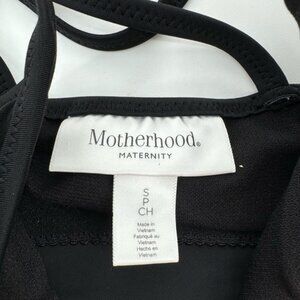 Motherhood®
MATERNITY
S
P
CH
Made in
Vietnam
Fabriqué au
Vietnam
Hecho en
Vietnam